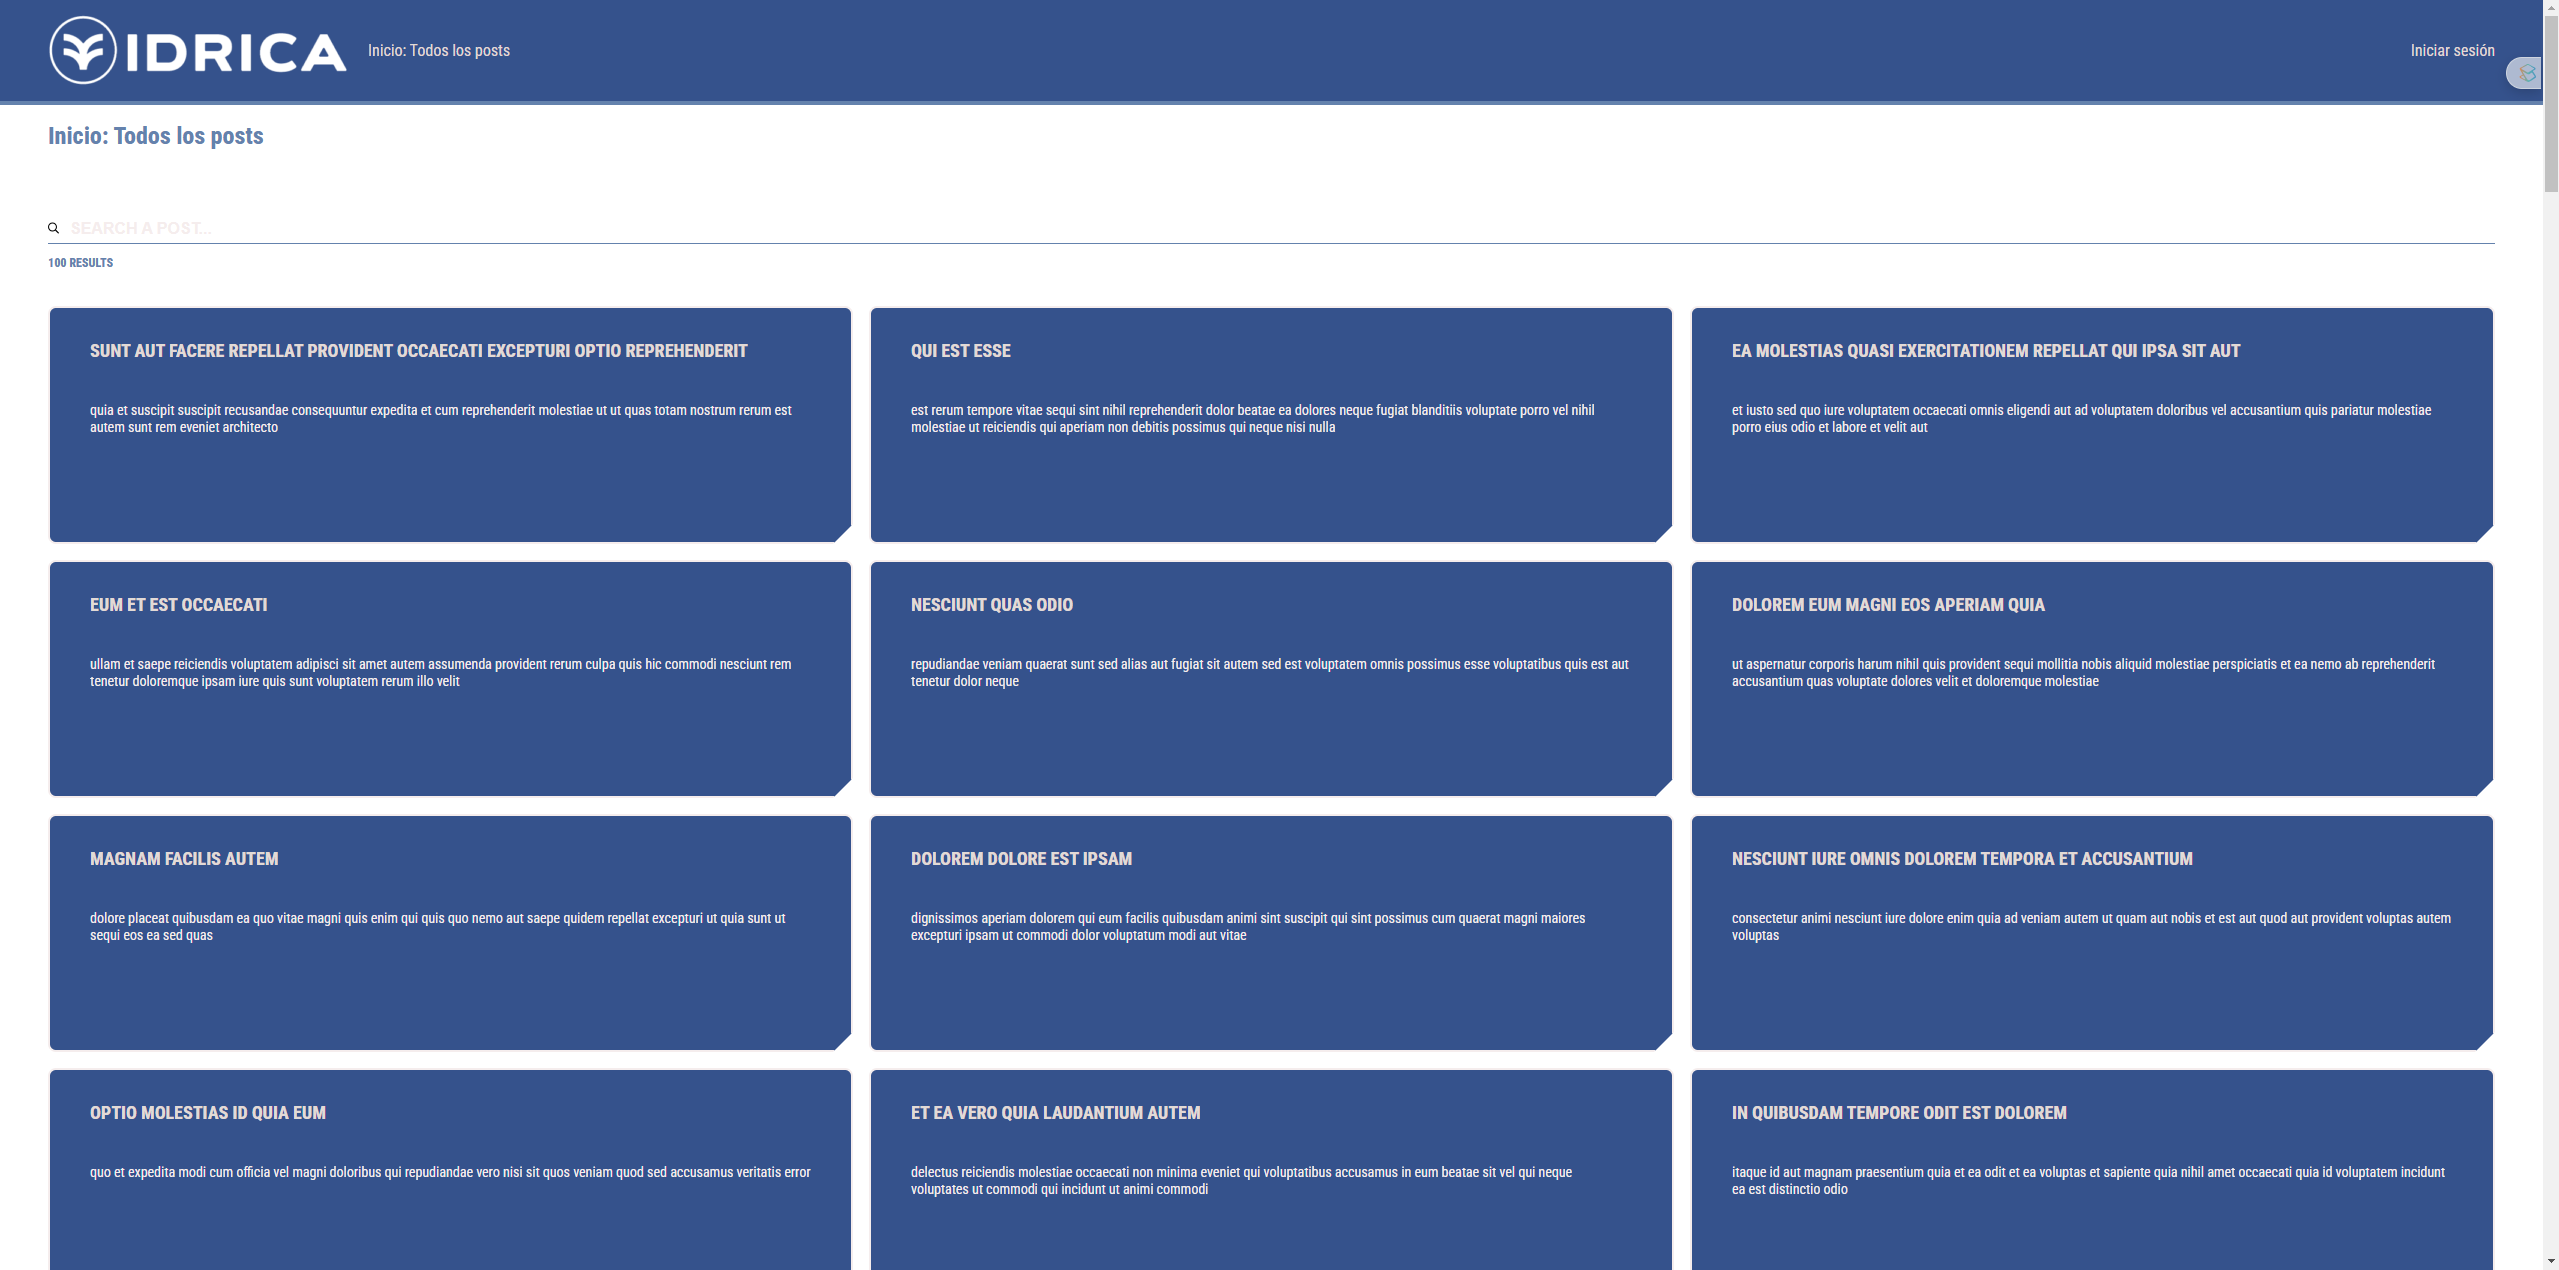 IDRICA
Inicio: Todos los posts
Iniciar sesión
Inicio: Todos los posts
SEARCH A POST...
100 RESULTS
SUNT AUT FACERE REPELLAT PROVIDENT OCCAECATI EXCEPTURI OPTIO REPREHENDERIT
quia et suscipit suscipit recusandae consequuntur expedita et cum reprehenderit molestiae ut ut quas totam nostrum rerum est
autem sunt rem eveniet architecto
QUI EST ESSE
est rerum tempore vitae sequi sint nihil reprehenderit dolor beatae ea dolores neque fugiat blanditiis voluptate porro vel nihil
molestiae ut reiciendis qui aperiam non debitis possimus qui neque nisi nulla
EA MOLESTIAS QUASI EXERCITATIONEM REPELLAT QUI IPSA SIT AUT
et iusto sed quo iure voluptatem occaecati omnis eligendi aut ad voluptatem doloribus vel accusantium quis pariatur molestiae
porro eius odio et labore et velit aut
EUM ET EST OCCAECATI
ullam et saepe reiciendis voluptatem adipisci sit amet autem assumenda provident rerum culpa quis hic commodi nesciunt rem
tenetur doloremque ipsam iure quis sunt voluptatem rerum illo velit
NESCIUNT QUAS ODIO
repudiandae veniam quaerat sunt sed alias aut fugiat sit autem sed est voluptatem omnis possimus esse voluptatibus quis est aut
tenetur dolor neque
DOLOREM EUM MAGNI EOS APERIAM QUIA
ut aspernatur corporis harum nihil quis provident sequi mollitia nobis aliquid molestiae perspiciatis et ea nemo ab reprehenderit
accusantium quas voluptate dolores velit et doloremque molestiae
MAGNAM FACILIS AUTEM
dolore placeat quibusdam ea quo vitae magni quis enim qui quis quo nemo aut saepe quidem repellat excepturi ut quia sunt ut
sequi eos ea sed quas
DOLOREM DOLORE EST IPSAM
dignissimos aperiam dolorem qui eum facilis quibusdam animi sint suscipit qui sint possimus cum quaerat magni maiores
excepturi ipsam ut commodi dolor voluptatum modi aut vitae
NESCIUNT IURE OMNIS DOLOREM TEMPORA ET ACCUSANTIUM
consectetur animi nesciunt iure dolore enim quia ad veniam autem ut quam aut nobis et est aut quod aut provident voluptas autem
voluptas
OPTIO MOLESTIAS ID QUIA EUM
quo et expedita modi cum officia vel magni doloribus qui repudiandae vero nisi sit quos veniam quod sed accusamus veritatis error
ET EA VERO QUIA LAUDANTIUM AUTEM
delectus reiciendis molestiae occaecati non minima eveniet qui voluptatibus accusamus in eum beatae sit vel qui neque
voluptates ut commodi qui incidunt ut animi commodi
IN QUIBUSDAM TEMPORE ODIT EST DOLOREM
itaque id aut magnam praesentium quia et ea odit et ea voluptas et sapiente quia nihil amet occaecati quia id voluptatem incidunt
ea est distinctio odio